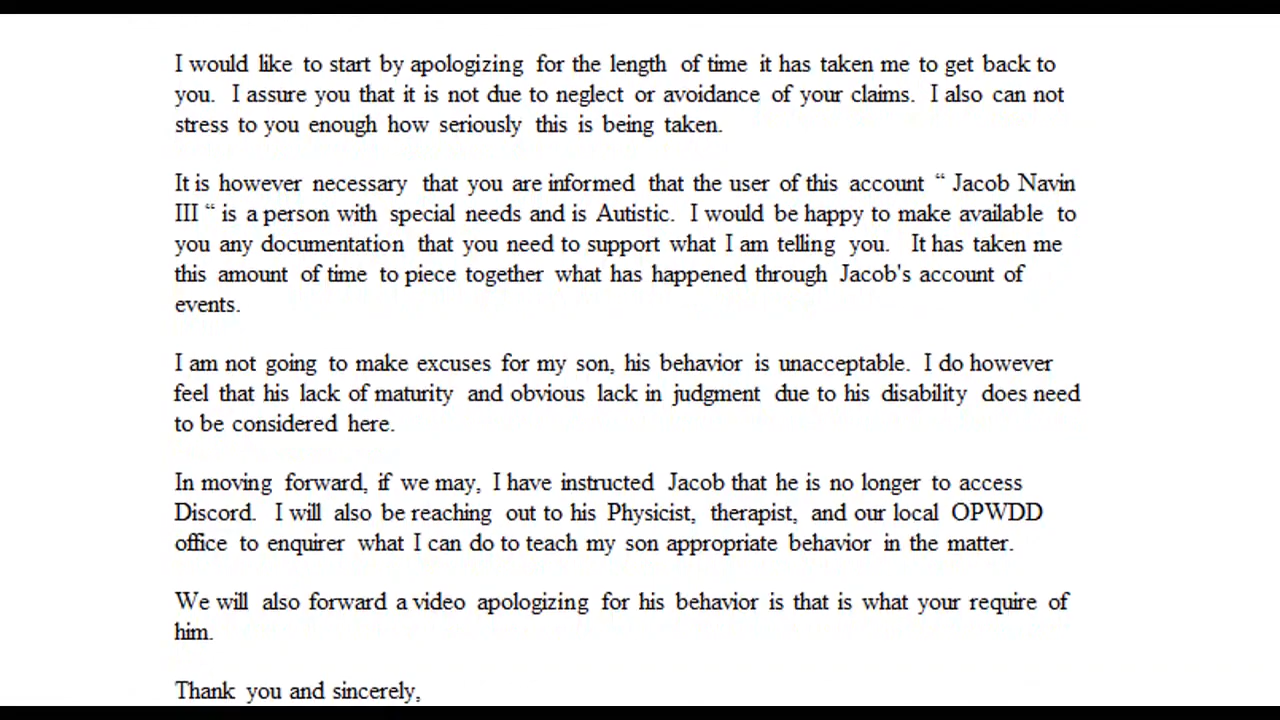 I would like to start by apologizing for the length of time it has taken me to get back to
you. I assure you that it is not due to neglect or avoidance of your claims. I also can not
stress to you enough how seriously this is being taken.
It is however necessary that you are informed that the user of this account “ Jacob Navin
III “ is a person with special needs and is Autistic. I would be happy to make available to
you any documentation that you need to support what I am telling you. It has taken me
this amount of time to piece together what has happened through Jacob's account of
events.
I am not going to make excuses for my son, his behavior is unacceptable. I do however
feel that his lack of maturity and obvious lack in judgment due to his disability does need
to be considered here.
In moving forward, if we may, I have instructed Jacob that he is no longer to access
Discord. I will also be reaching out to his Physicist, therapist, and our local OPWDD
office to enquirer what I can do to teach my son appropriate behavior in the matter.
We will also forward a video apologizing for his behavior is that is what your require of
him.
Thank you and sincerely,